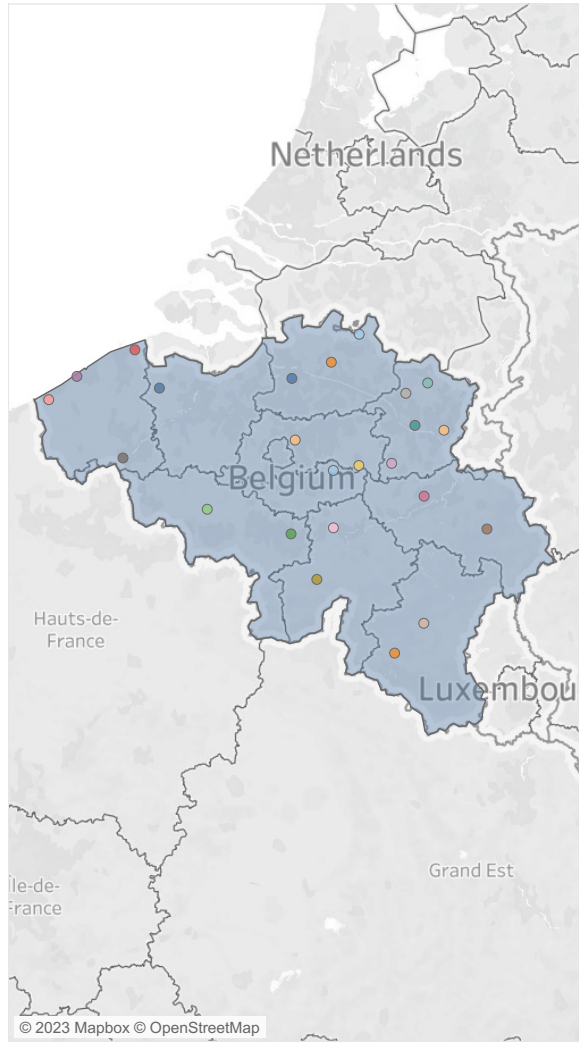 Netherlands
Belgium
Hauts-de-
France
Luxembou
Grand Est
Île-de-
France
© 2023 Mapbox © OpenStreetMap